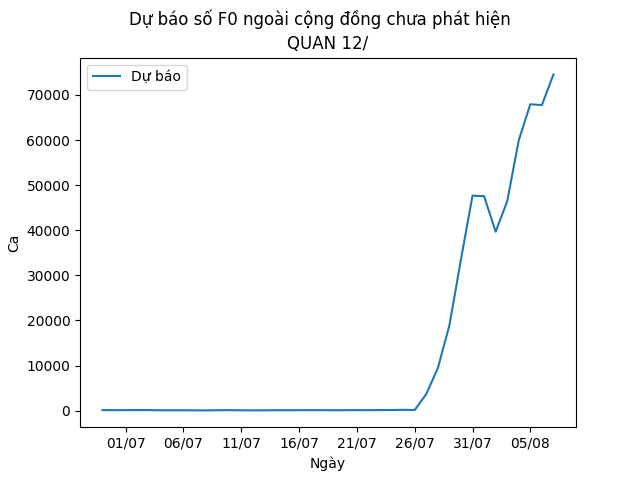 Dự báo số F0 ngoài cộng đồng chưa phát hiện
QUAN 12/
Dự báo
Ca
70000
60000
50000
40000
30000
20000
10000
0
01/07 06/07 11/07 16/07 21/07 26/07 31/07 05/08
Ngày